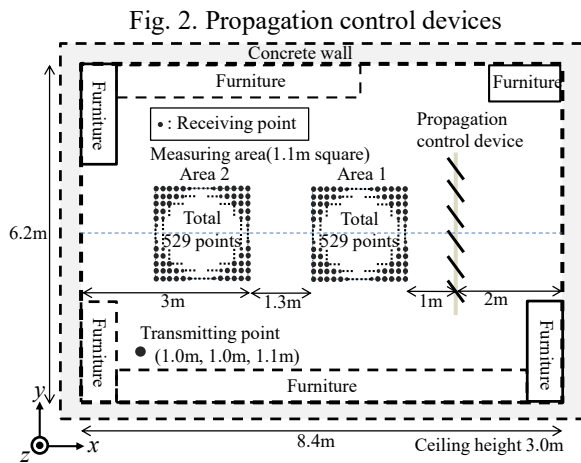 Fig. 2. Propagation control devices
Concrete wall
Furniture
Furniture
Furniture
• : Receiving point
Propagation
control device
Measuring area(1.1m square)
Area 2
Area 1
Total
529 points
Total
529 points
6.2m
3m
1.3m
1m
2m
Furniture
Transmitting point
(1.0m, 1.0m, 1.1m)
Furniture
Furniture
y
z
x
8.4m
Ceiling height 3.0m